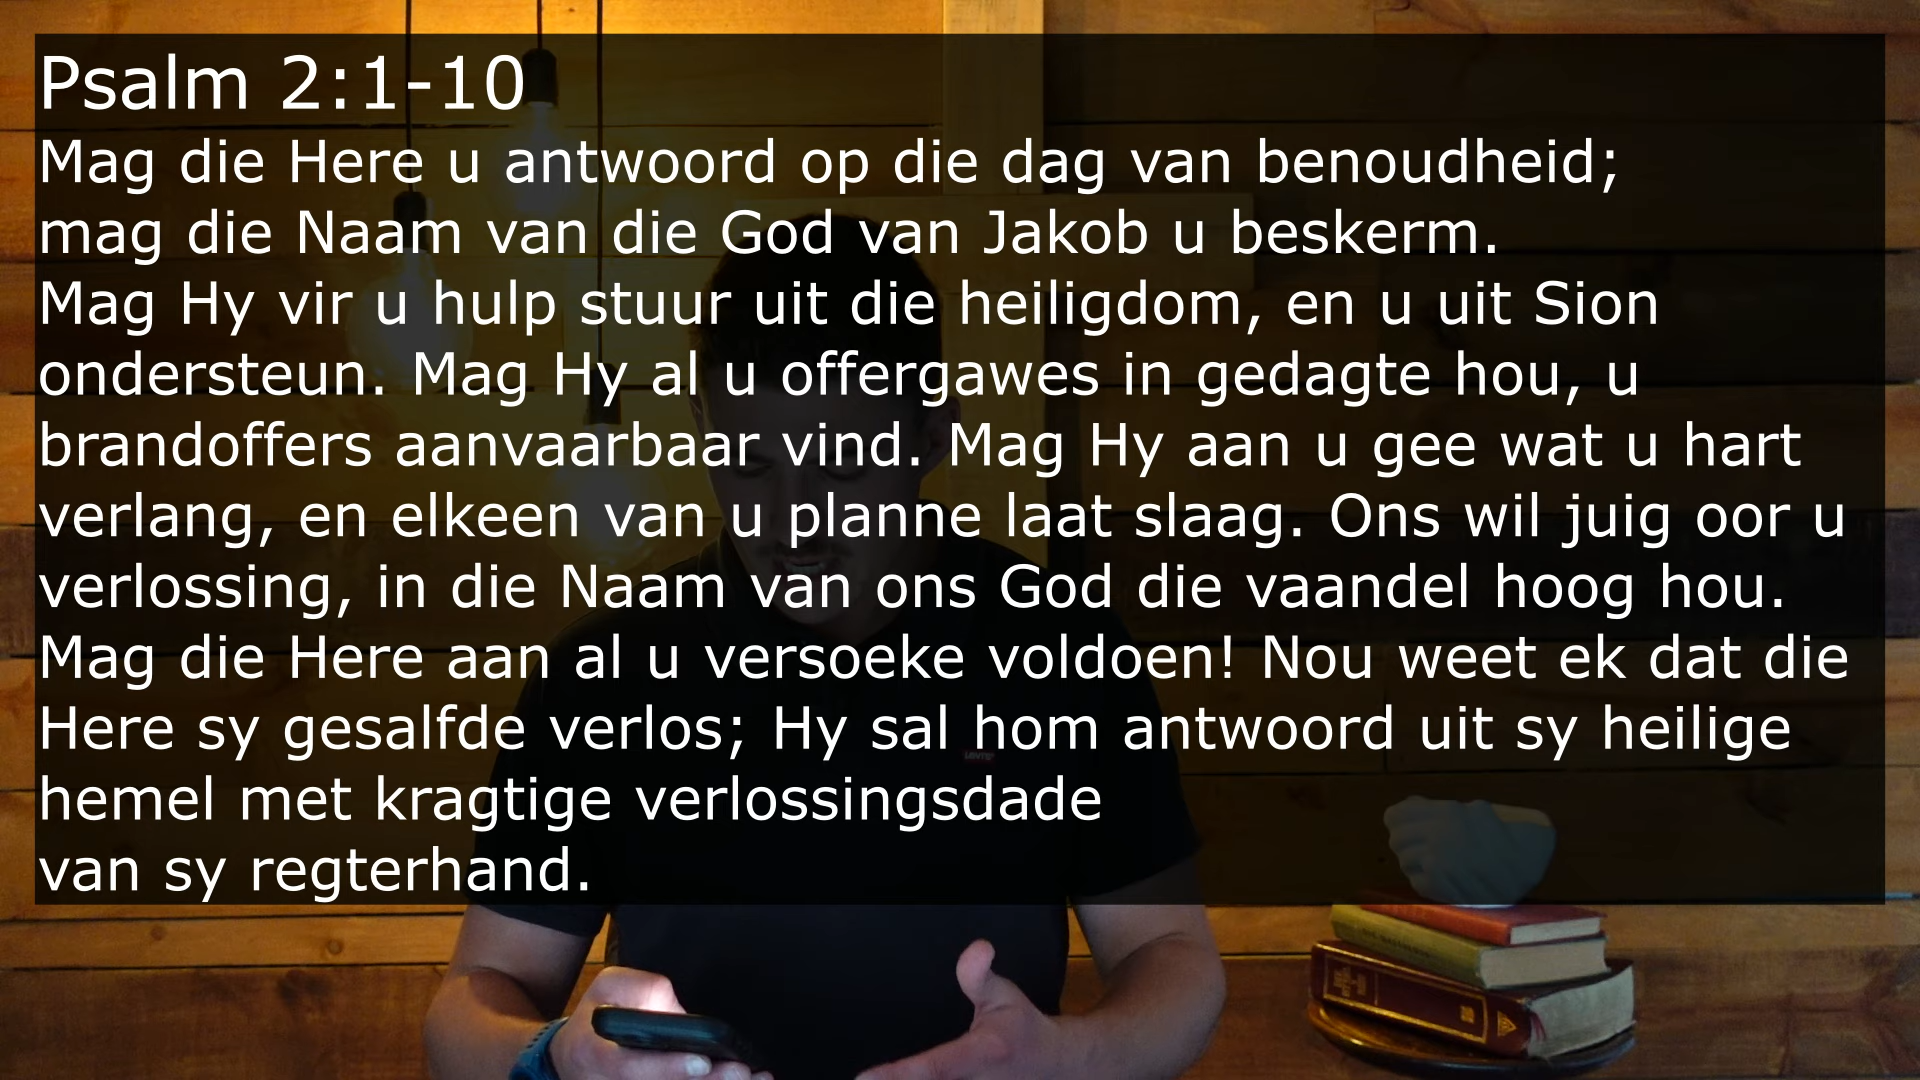 Psalm 2:1-10
Mag die Here u antwoord op die dag van benoudheid;
mag die Naam van die God van Jakob u beskerm.
Mag Hy vir u hulp stuur uit die heiligdom, en u uit Sion
ondersteun. Mag Hy al u offergawes in gedagte hou, u
brandoffers aanvaarbaar vind. Mag Hy aan u gee wat u hart
verlang, en elkeen van u planne laat slaag. Ons wil juig oor u
verlossing, in die Naam van ons God die vaandel hoog hou.
Mag die Here aan al u versoeke voldoen! Nou weet ek dat die
Here sy gesalfde verlos; Hy sal hom antwoord uit sy heilige
hemel met kragtige verlossingsdade
van sy regterhand.